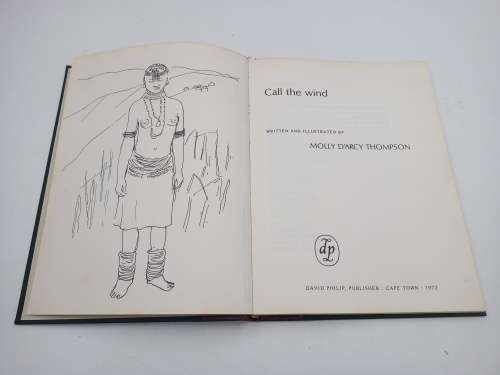 Call the wind
WRITTEN AND ILLUSTRATED BY
MOLLY D'ARCY THOMPSON
dp
DAVID PHILIP, PUBLISHER : CAPE TOWN : 1972